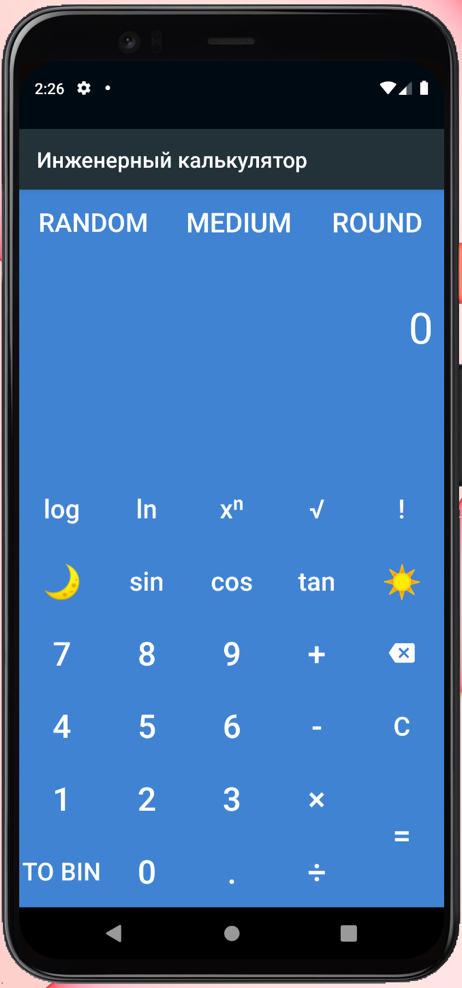 2:26
Инженерный калькулятор
RANDOM MEDIUM ROUND
0
log ln xⁿ √ !
sin cos tan
7 8 9 +
4 5 6 - C
1 2 3 ×
=
TO BIN 0 . ÷